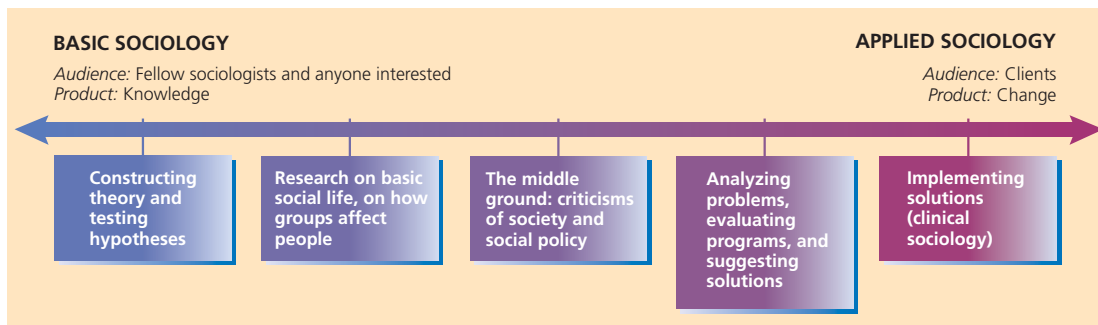 BASIC SOCIOLOGY
Audience: Fellow sociologists and anyone interested
Product: Knowledge
APPLIED SOCIOLOGY
Audience: Clients
Product: Change
Constructing
theory and
testing
hypotheses
Research on basic
social life, on how
groups affect
people
The middle
ground: criticisms
of society and
social policy
Analyzing
problems,
evaluating
programs, and
suggesting
solutions
Implementing
solutions
(clinical
sociology)